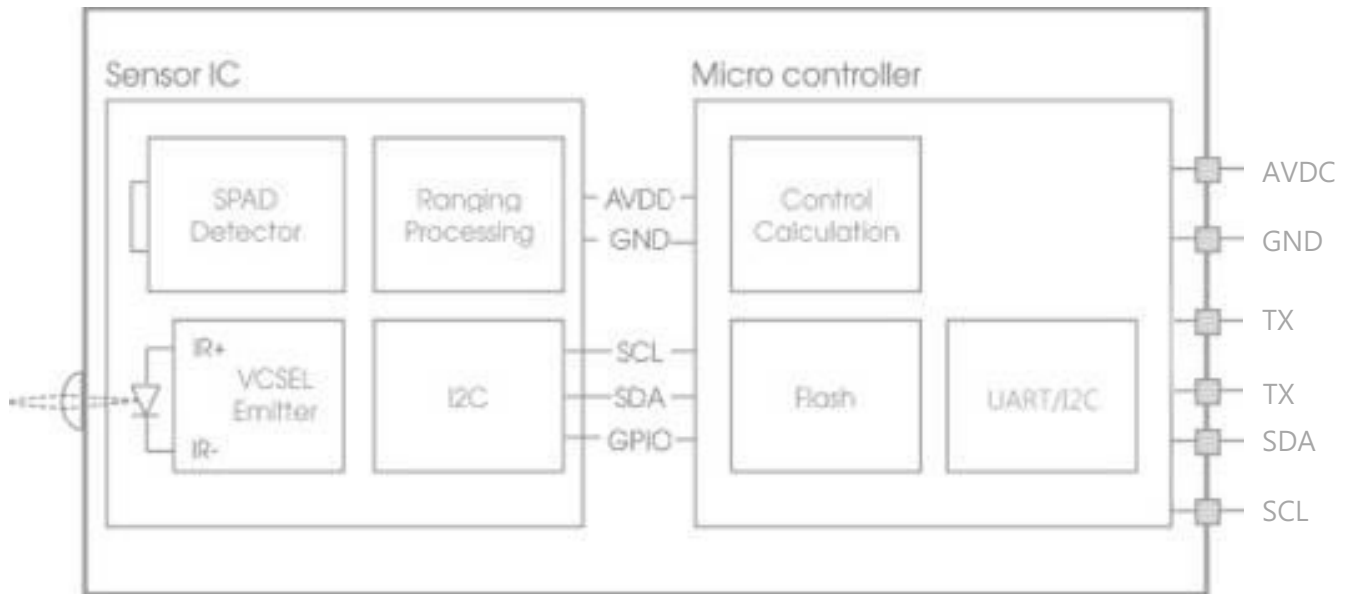 Sensor IC
Micro controller
SPAD
Detector
Ranging
Processing
AVDD
GND
Control
Calculation
AVDC
GND
IR+
VCSEL
Emitter
IR-
I2C
SCL
SDA
GPIO
Flash
UART/I2C
TX
TX
SDA
SCL